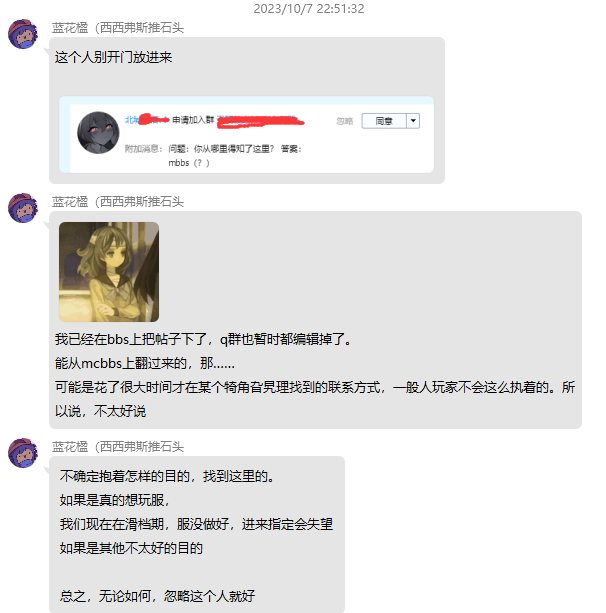 2023/10/7 22:51:32
蓝花楹（西西弗斯推石头
这个人别开门放进来
北城 申请加入群
忽略 同意
附加消息： 问题：你从哪里得知了这里？ 答案：
mbbs（？）
蓝花楹（西西弗斯推石头
我已经在bbs上把帖子下了，q群也暂时都编辑掉了。
能从mcbbs上翻过来的，那......
可能是花了很大时间才在某个犄角旮旯理找到的联系方式，一般人玩家不会这么执着的。所
以说，不太好说
蓝花楹（西西弗斯推石头
不确定抱着怎样的目的，找到这里的。
如果是真的想玩服，
我们现在在滑档期，服没做好，进来指定会失望
如果是其他不太好的目的
总之，无论如何，忽略这个人就好